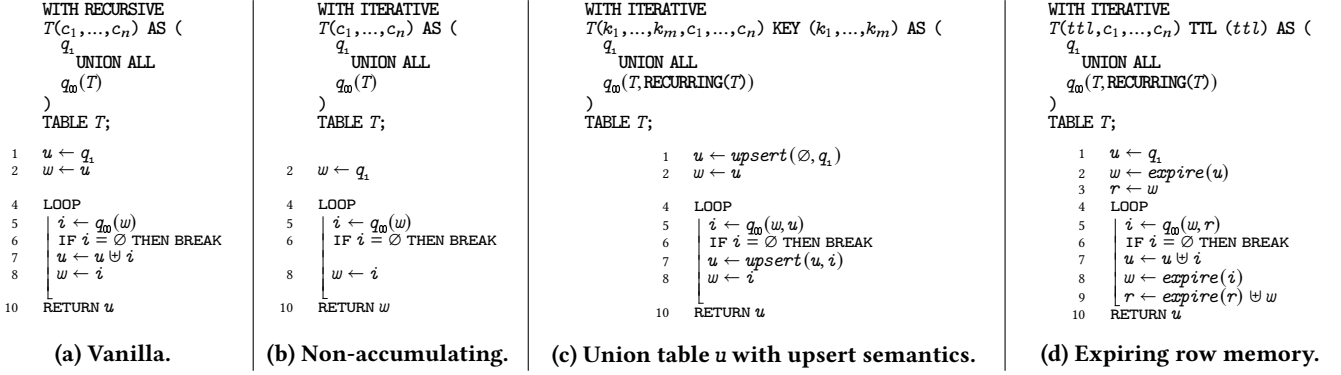 WITH RECURSIVE
T(c₁,...,cₙ) AS (
q₁
UNION ALL
q∞(T)
)
TABLE T;
1 u ← q₁
2 w ← u
4 LOOP
5 i ← q∞(w)
6 IF i = ∅ THEN BREAK
7 u ← u ⊎ i
8 w ← i
10 RETURN u
(a) Vanilla.
WITH ITERATIVE
T(c₁,...,cₙ) AS (
q₁
UNION ALL
q∞(T)
)
TABLE T;
2 w ← q₁
4 LOOP
5 i ← q∞(w)
6 IF i = ∅ THEN BREAK
8 w ← i
10 RETURN w
(b) Non-accumulating.
WITH ITERATIVE
T(k₁,...,kₘ,c₁,...,cₙ) KEY (k₁,...,kₘ) AS (
q₁
UNION ALL
q∞(T,RECURRING(T))
)
TABLE T;
1 u ← upsert(∅,q₁)
2 w ← u
4 LOOP
5 i ← q∞(w,u)
6 IF i = ∅ THEN BREAK
7 u ← upsert(u,i)
8 w ← i
10 RETURN u
(c) Union table u with upsert semantics.
WITH ITERATIVE
T(ttl,c₁,...,cₙ) TTL (ttl) AS (
q₁
UNION ALL
q∞(T,RECURRING(T))
)
TABLE T;
1 u ← q₁
2 w ← expire(u)
3 r ← w
4 LOOP
5 i ← q∞(w,r)
6 IF i = ∅ THEN BREAK
7 u ← u ⊎ i
8 w ← expire(i)
9 r ← expire(r) ⊎ w
10 RETURN u
(d) Expiring row memory.